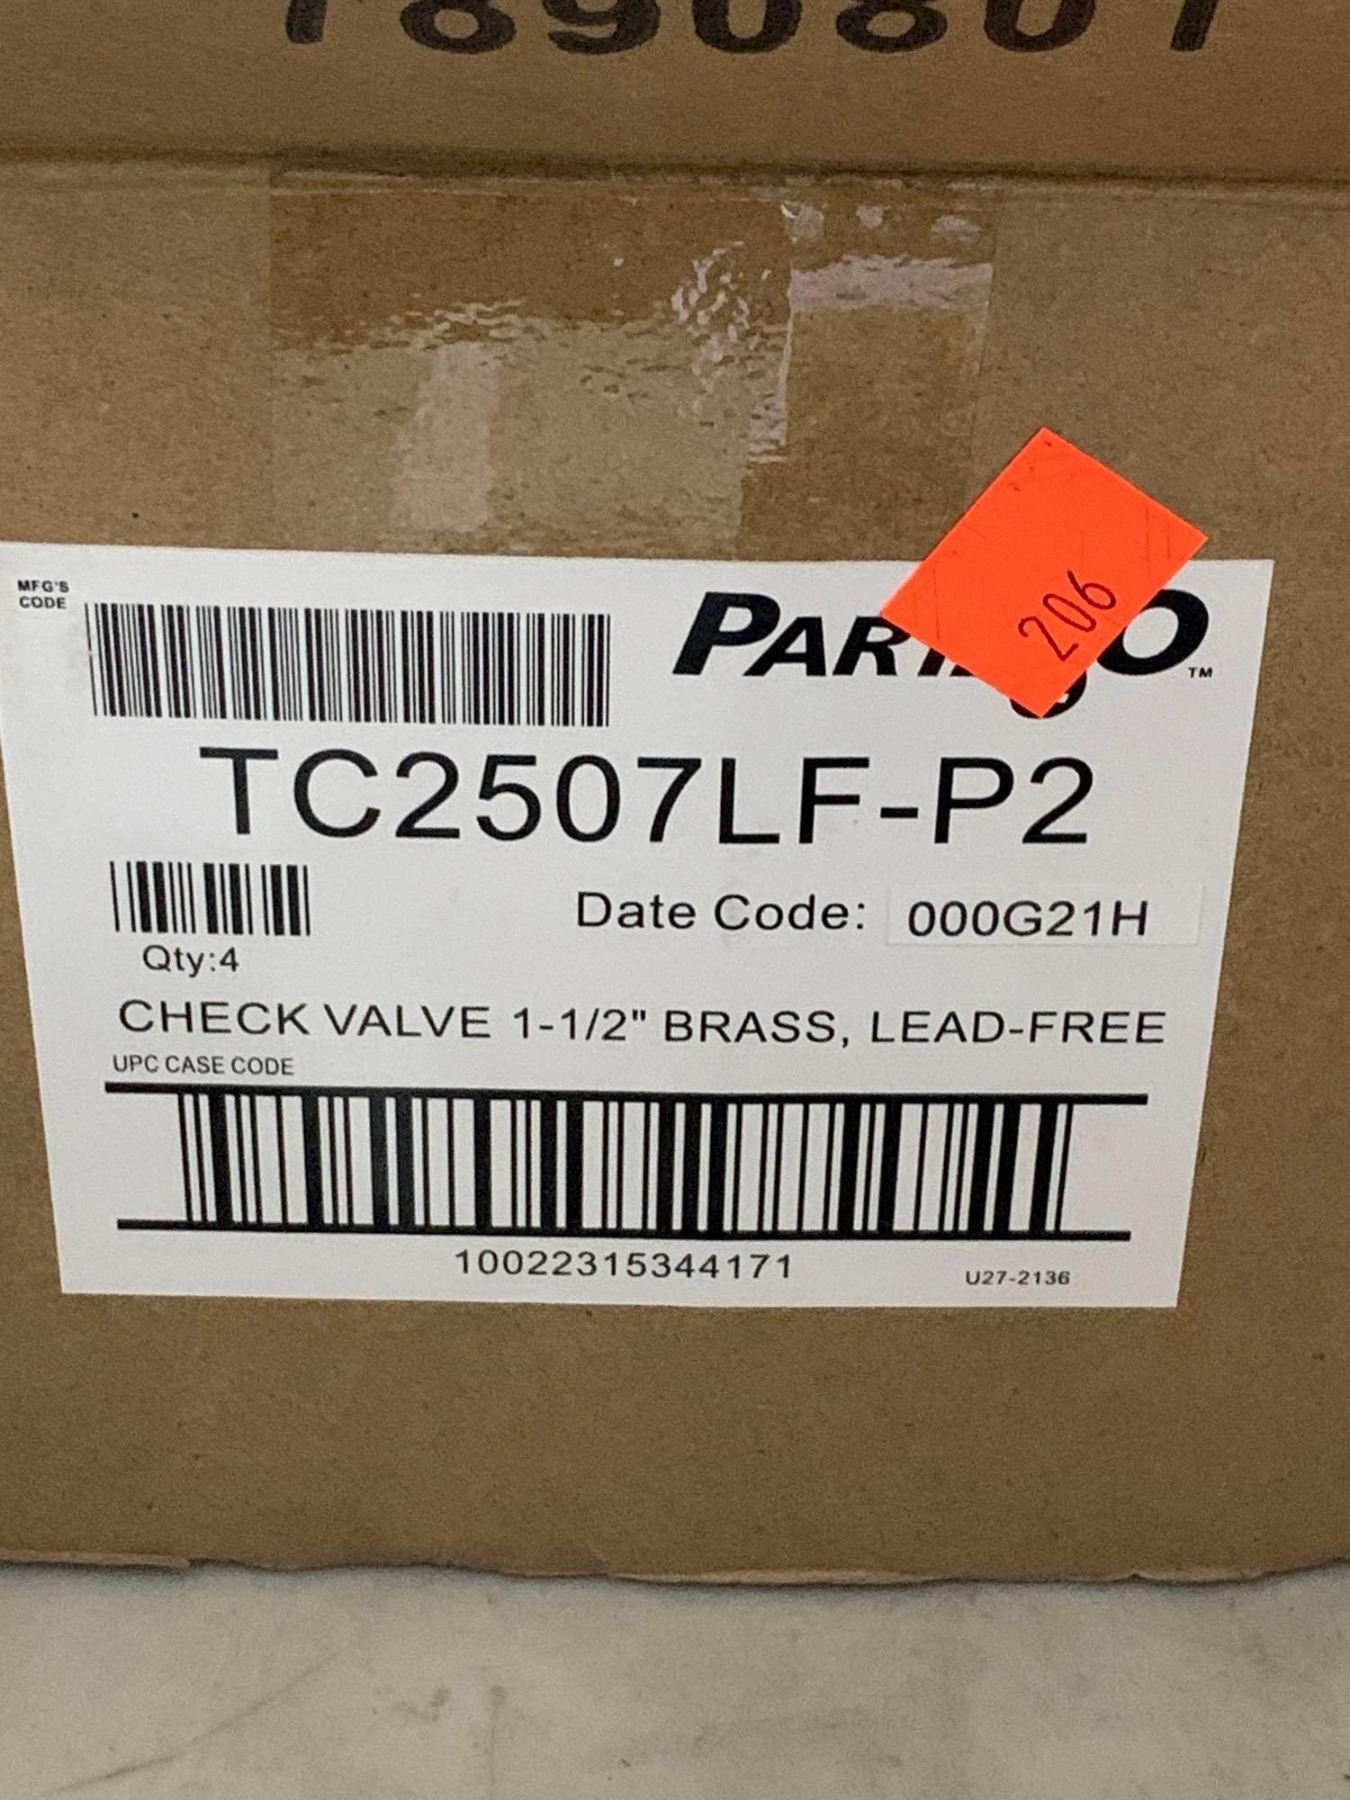 206
MFG'S
CODE
TC2507LF-P2
Date Code: 000G21H
Qty:4
CHECK VALVE 1-1/2" BRASS, LEAD-FREE
UPC CASE CODE
10022315344171
U27-2136